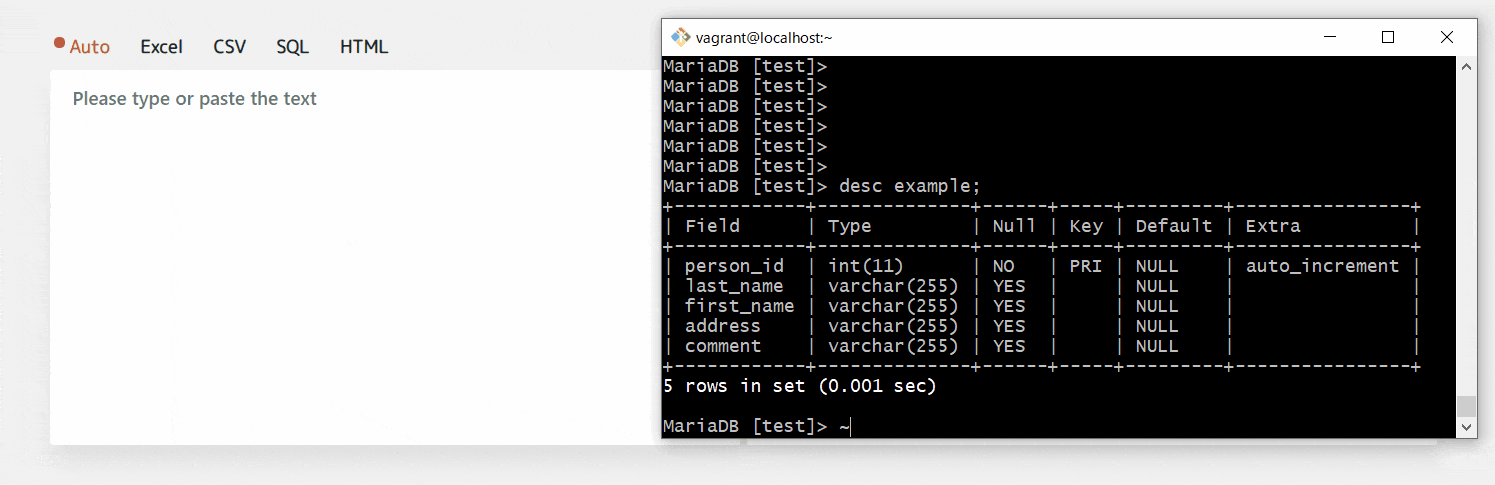 Auto Excel CSV SQL HTML
Please type or paste the text
vagrant@localhost:~
MariaDB [test]>
MariaDB [test]>
MariaDB [test]>
MariaDB [test]>
MariaDB [test]>
MariaDB [test]>
MariaDB [test]> desc example;
+------------+--------------+------+-----+---------+----------------+
| Field      | Type         | Null | Key | Default | Extra          |
+------------+--------------+------+-----+---------+----------------+
| person_id  | int(11)      | NO   | PRI | NULL    | auto_increment |
| last_name  | varchar(255) | YES  |     | NULL    |                |
| first_name | varchar(255) | YES  |     | NULL    |                |
| address    | varchar(255) | YES  |     | NULL    |                |
| comment    | varchar(255) | YES  |     | NULL    |                |
+------------+--------------+------+-----+---------+----------------+
5 rows in set (0.001 sec)
MariaDB [test]> ~